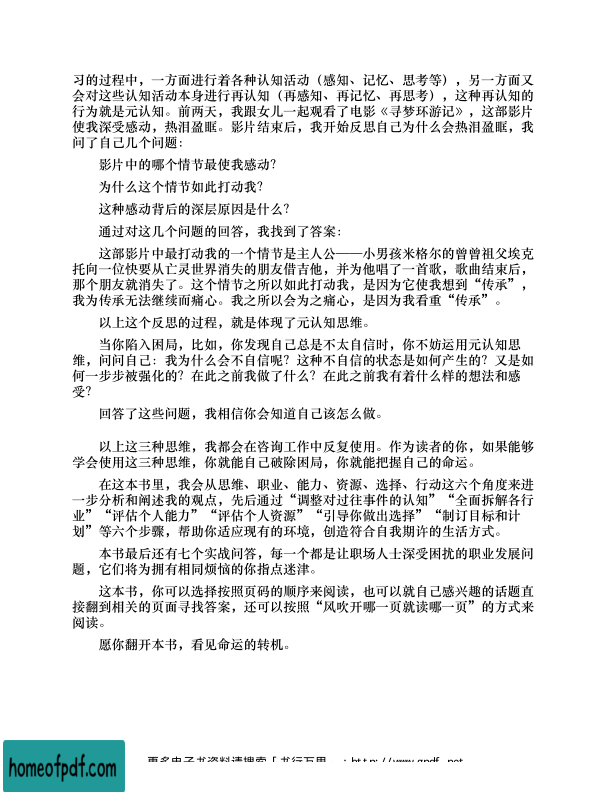 习的过程中，一方面进行着各种认知活动（感知、记忆、思考等），另一方面又
会对这些认知活动本身进行再认知（再感知、再记忆、再思考），这种再认知的
行为就是元认知。前两天，我跟女儿一起观看了电影《寻梦环游记》，这部影片
使我深受感动，热泪盈眶。影片结束后，我开始反思自己为什么会热泪盈眶，我
问了自己几个问题：
影片中的哪个情节最使我感动？
为什么这个情节如此打动我？
这种感动背后的深层原因是什么？
通过对这几个问题的回答，我找到了答案：
这部影片中最打动我的一个情节是主人公——小男孩米格尔的曾曾祖父埃克
托向一位快要从亡灵世界消失的朋友借吉他，并为他唱了一首歌，歌曲结束后，
那个朋友就消失了。这个情节之所以如此打动我，是因为它使我想到“传承”，
我为传承无法继续而痛心。我之所以会为之痛心，是因为我看重“传承”。
以上这个反思的过程，就是体现了元认知思维。
当你陷入困局，比如，你发现自己总是不太自信时，你不妨运用元认知思
维，问问自己：我为什么会不自信呢？这种不自信的状态是如何产生的？又是如
何一步步被强化的？在此之前我做了什么？在此之前我有着什么样的想法和感
受？
回答了这些问题，我相信你会知道自己该怎么做。
以上这三种思维，我都会在咨询工作中反复使用。作为读者的你，如果能够
学会使用这三种思维，你就能自己破除困局，你就能把握自己的命运。
在这本书里，我会从思维、职业、能力、资源、选择、行动这六个角度来进
一步分析和阐述我的观点，先后通过“调整对过往事件的认知”“全面拆解各行
业”“评估个人能力”“评估个人资源”“引导你做出选择”“制订目标和计
划”等六个步骤，帮助你适应现有的环境，创造符合自我期许的生活方式。
本书最后还有七个实战问答，每一个都是让职场人士深受困扰的职业发展问
题，它们将为拥有相同烦恼的你指点迷津。
这本书，你可以选择按照页码的顺序来阅读，也可以就自己感兴趣的话题直
接翻到相关的页面寻找答案，还可以按照“风吹开哪一页就读哪一页”的方式来
阅读。
愿你翻开本书，看见命运的转机。
更多电子书资料请搜索「书行万里
homeofpdf.com